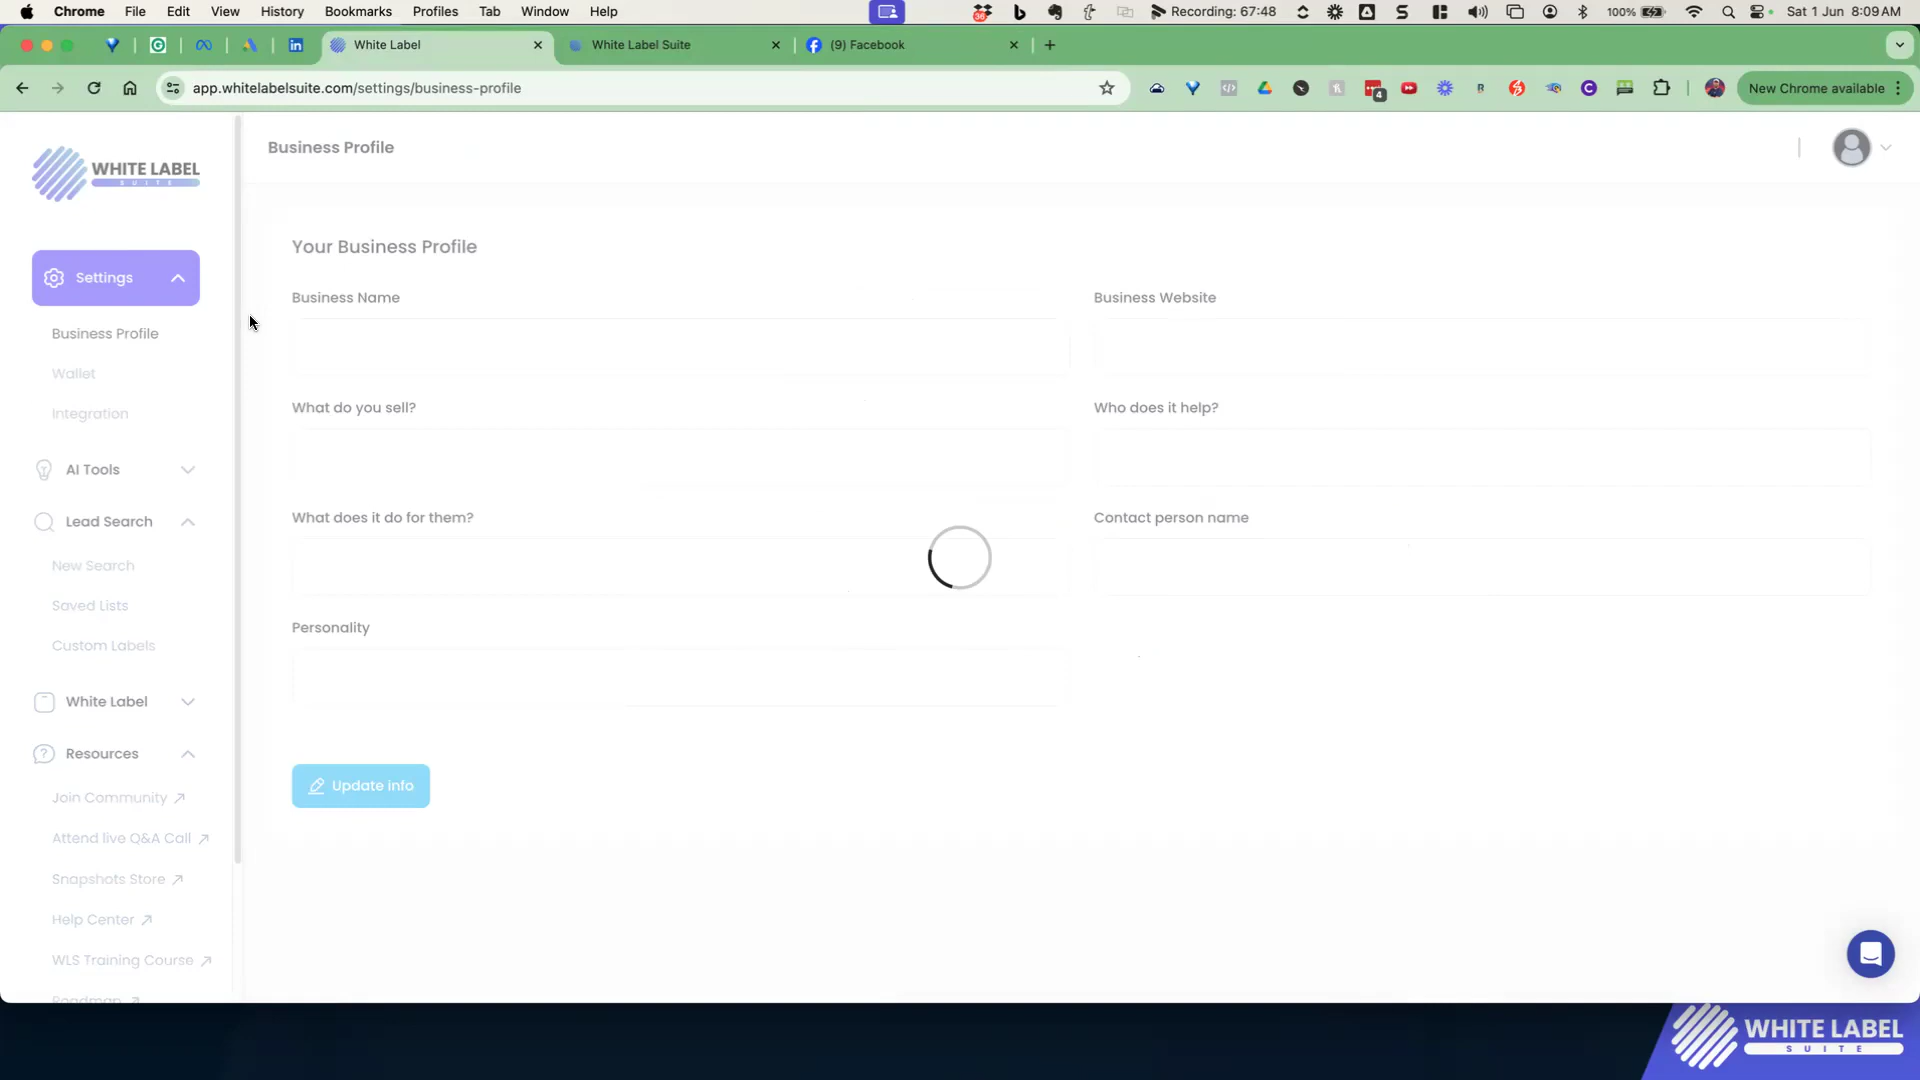 Chrome File Edit View History Bookmarks Profiles Tab Window Help
36 Recording: 67:48 100% Sat 1 Jun 8:09 AM
White Label White Label Suite (9) Facebook
app.whitelabelsuite.com/settings/business-profile
4
New Chrome available
WHITE LABEL
SUITE
Business Profile
Settings
Business Profile
Wallet
Integration
AI Tools
Lead Search
New Search
Saved Lists
Custom Labels
White Label
Resources
Join Community
Attend live Q&A Call
Snapshots Store
Help Center
WLS Training Course
Roadmap
Your Business Profile
Business Name
Business Website
What do you sell?
Who does it help?
What does it do for them?
Contact person name
Personality
Update info
WHITE LABEL
SUITE